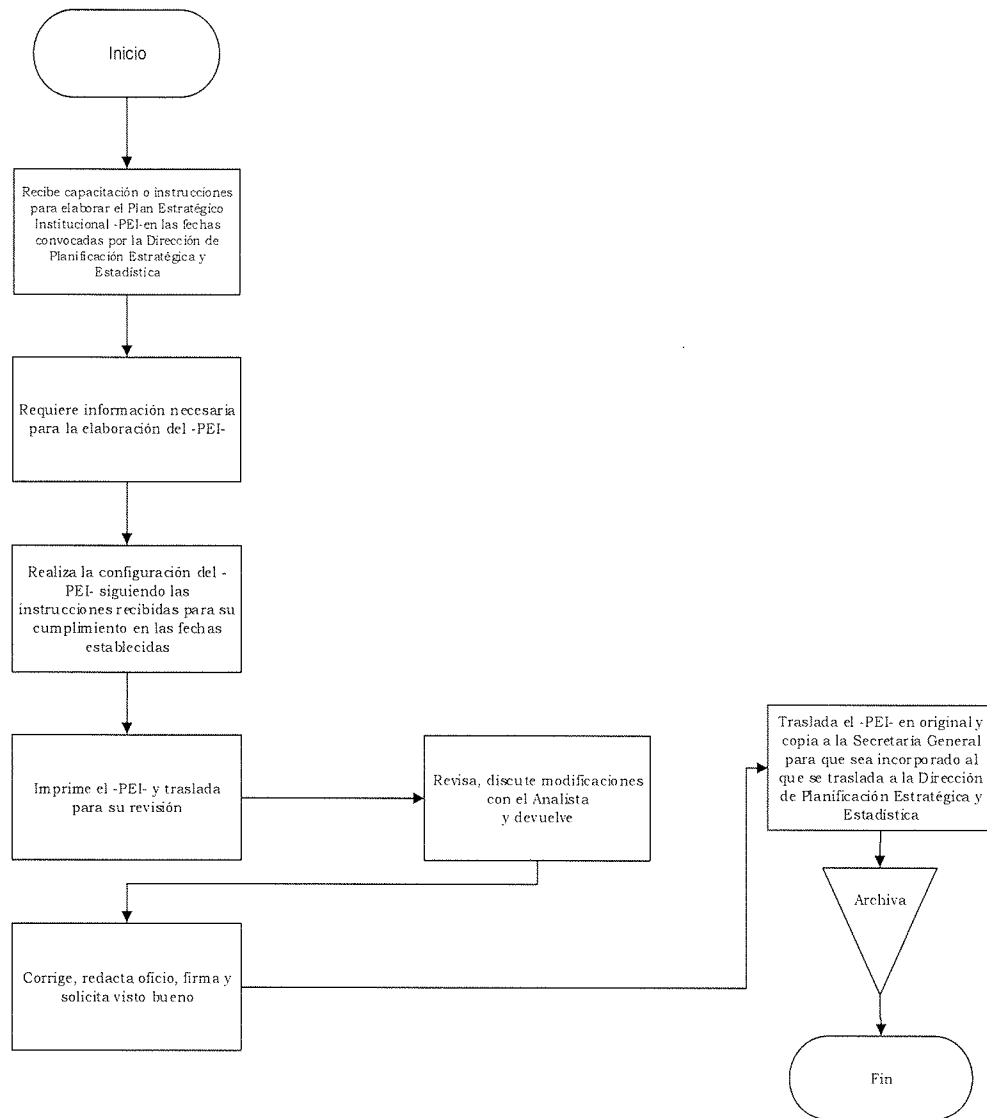 Inicio
Recibe capacitación o instrucciones
para elaborar el Plan Estratégico
Institucional -PEI-en las fechas
convocadas por la Dirección de
Planificación Estratégica y
Estadística
Requiere información necesaria
para la elaboración del -PEI-
Realiza la configuración del -
PEI- siguiendo las
instrucciones recibidas para su
cumplimiento en las fechas
establecidas
Imprime el -PEI- y traslada
para su revisión
Revisa, discute modificaciones
con el Analista
y devuelve
Corrige, redacta oficio, firma y
solicita visto bueno
Traslada el -PEI- en original y
copia a la Secretaría General
para que sea incorporado al
que se traslada a la Dirección
de Planificación Estratégica y
Estadística
Archiva
Fin